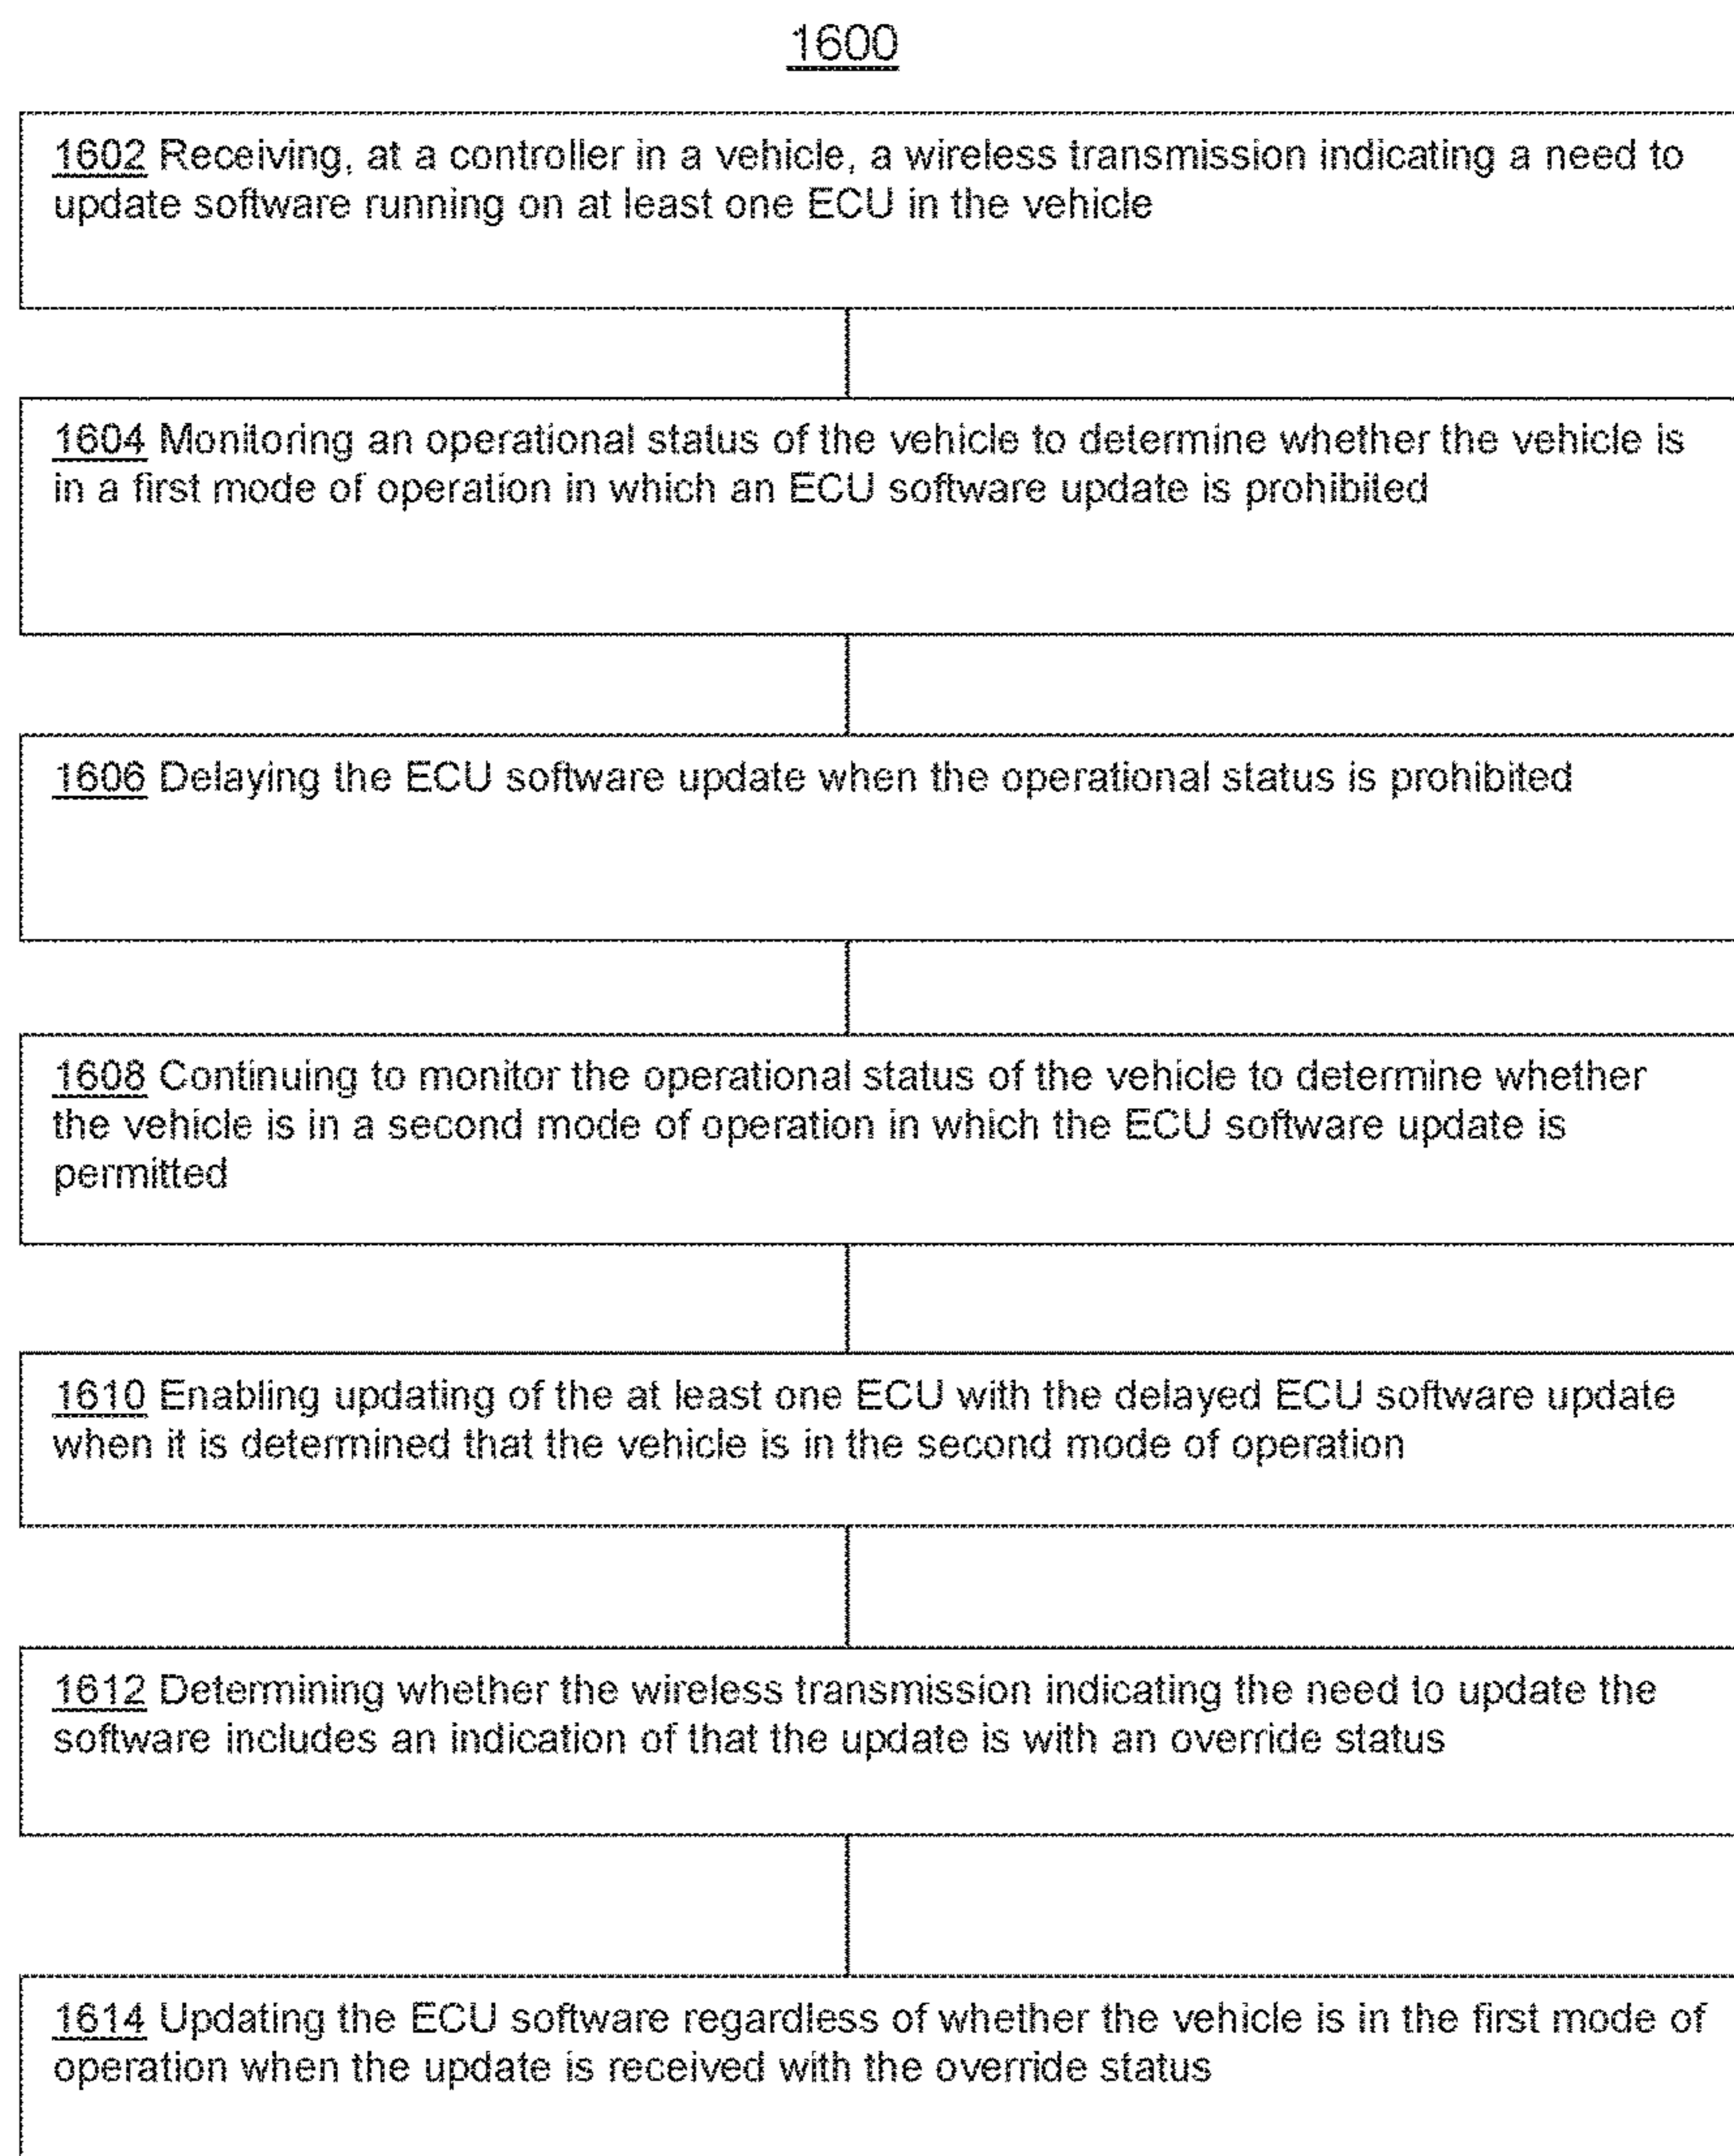 1600
1602 Receiving, at a controller in a vehicle, a wireless transmission indicating a need to
update software running on at least one ECU in the vehicle
1604 Monitoring an operational status of the vehicle to determine whether the vehicle is
in a first mode of operation in which an ECU software update is prohibited
1606 Delaying the ECU software update when the operational status is prohibited
1608 Continuing to monitor the operational status of the vehicle to determine whether
the vehicle is in a second mode of operation in which the ECU software update is
permitted
1610 Enabling updating of the at least one ECU with the delayed ECU software update
when it is determined that the vehicle is in the second mode of operation
1612 Determining whether the wireless transmission indicating the need to update the
software includes an indication of that the update is with an override status
1614 Updating the ECU software regardless of whether the vehicle is in the first mode of
operation when the update is received with the override status